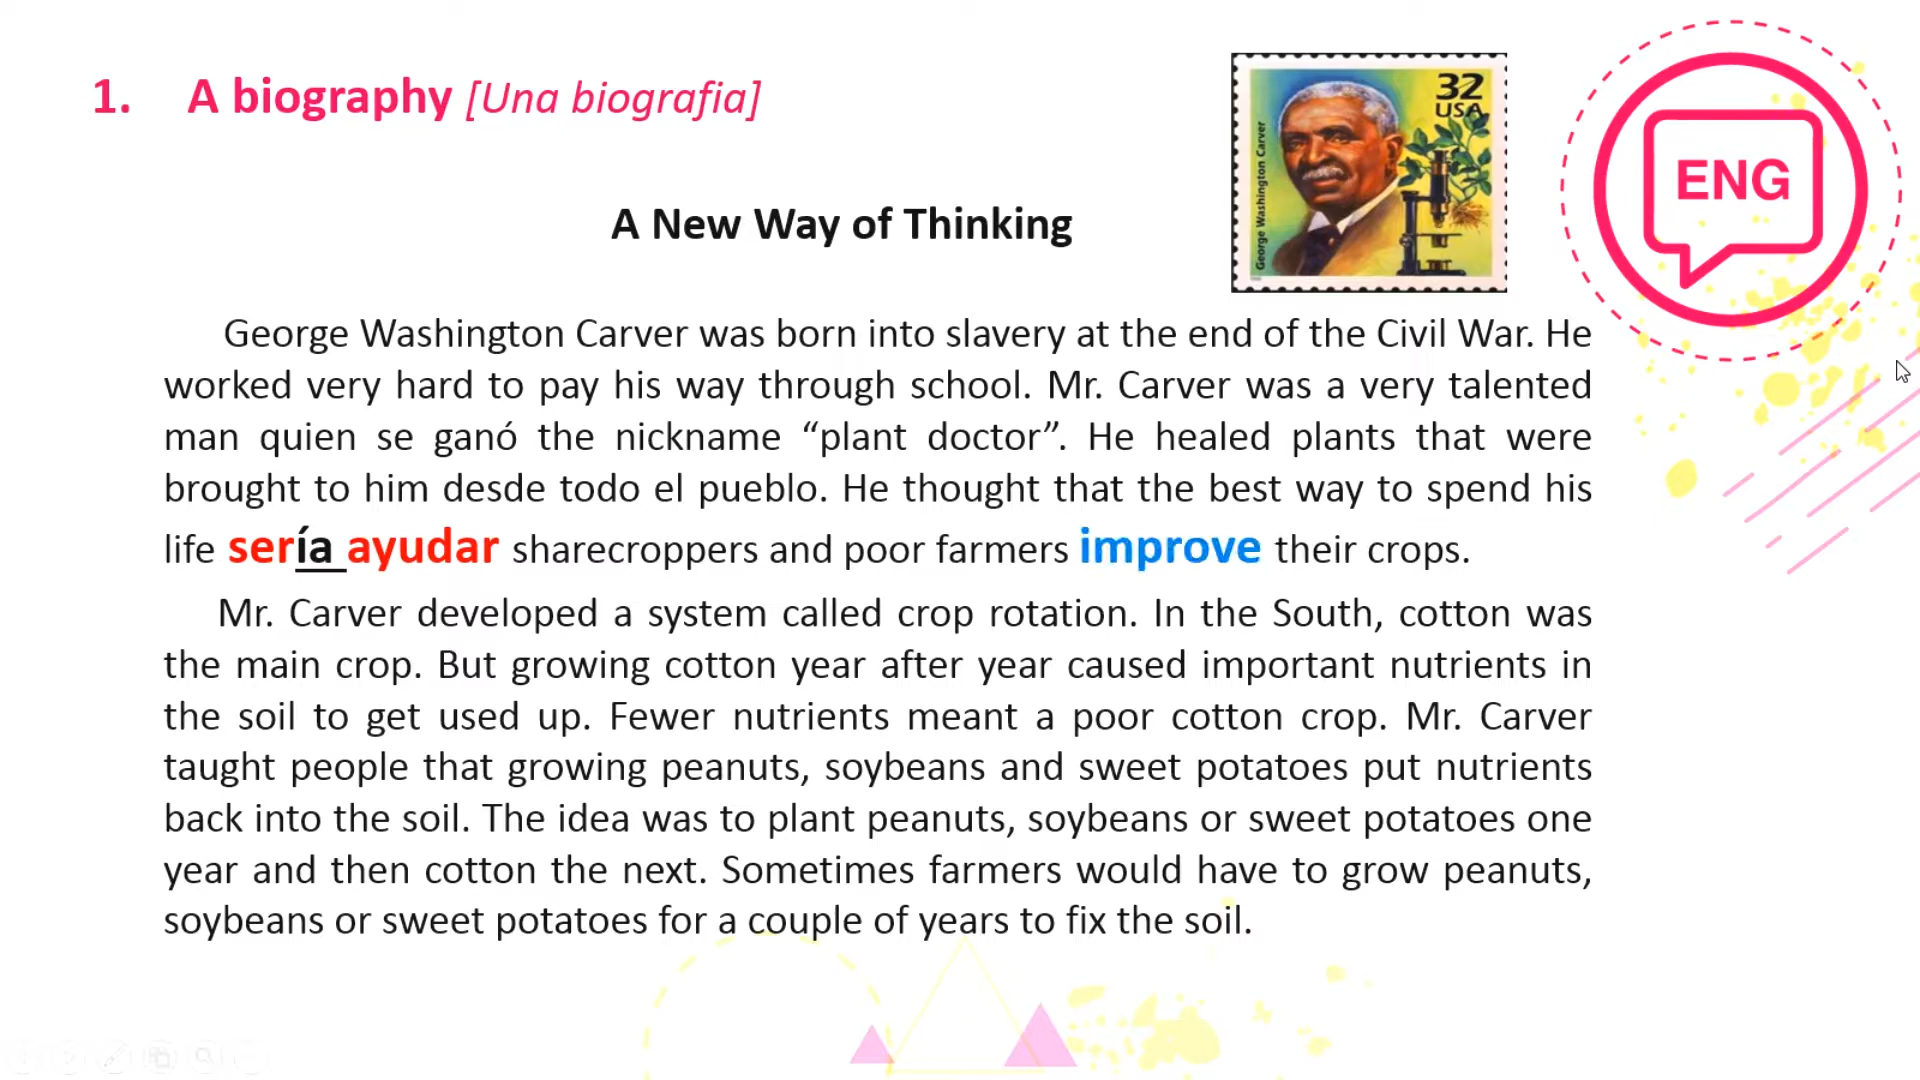 1. A biography [Una biografia]
32
USA
George Washington Carver
ENG
A New Way of Thinking
George Washington Carver was born into slavery at the end of the Civil War. He
worked very hard to pay his way through school. Mr. Carver was a very talented
man quien se ganó the nickname “plant doctor”. He healed plants that were
brought to him desde todo el pueblo. He thought that the best way to spend his
life sería ayudar sharecroppers and poor farmers improve their crops.
Mr. Carver developed a system called crop rotation. In the South, cotton was
the main crop. But growing cotton year after year caused important nutrients in
the soil to get used up. Fewer nutrients meant a poor cotton crop. Mr. Carver
taught people that growing peanuts, soybeans and sweet potatoes put nutrients
back into the soil. The idea was to plant peanuts, soybeans or sweet potatoes one
year and then cotton the next. Sometimes farmers would have to grow peanuts,
soybeans or sweet potatoes for a couple of years to fix the soil.